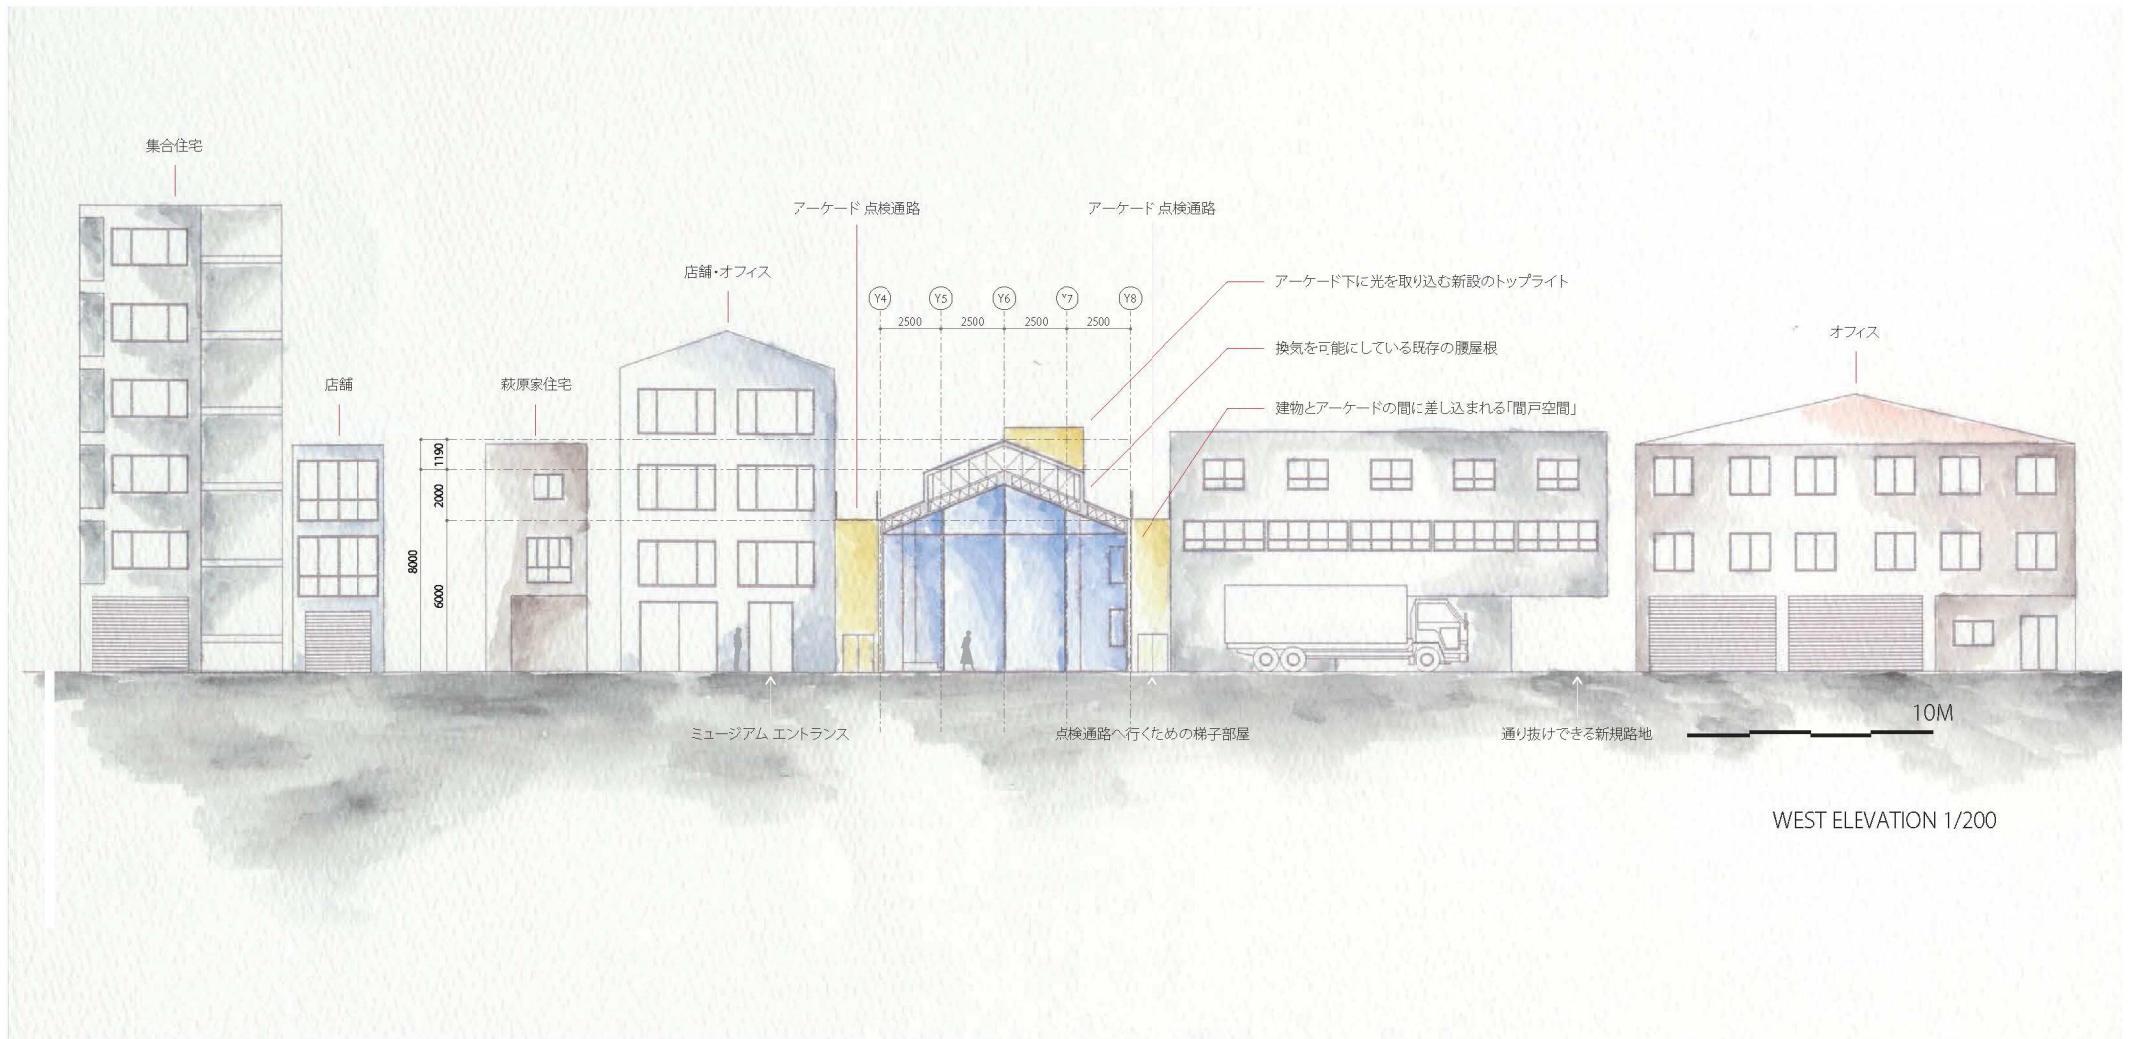 集合住宅
アーケード 点検通路
アーケード 点検通路
店舗・オフィス
アーケード下に光を取り込む新設のトップライト
Y4
Y5
Y6
Y7
Y8
2500
2500
2500
2500
オフィス
換気を可能にしている既存の腰屋根
店舗
萩原家住宅
建物とアーケードの間に差し込まれる「間戸空間」
1190
2000
8000
6000
10M
ミュージアム エントランス
点検通路へ行くための梯子部屋
通り抜けできる新規路地
WEST ELEVATION 1/200